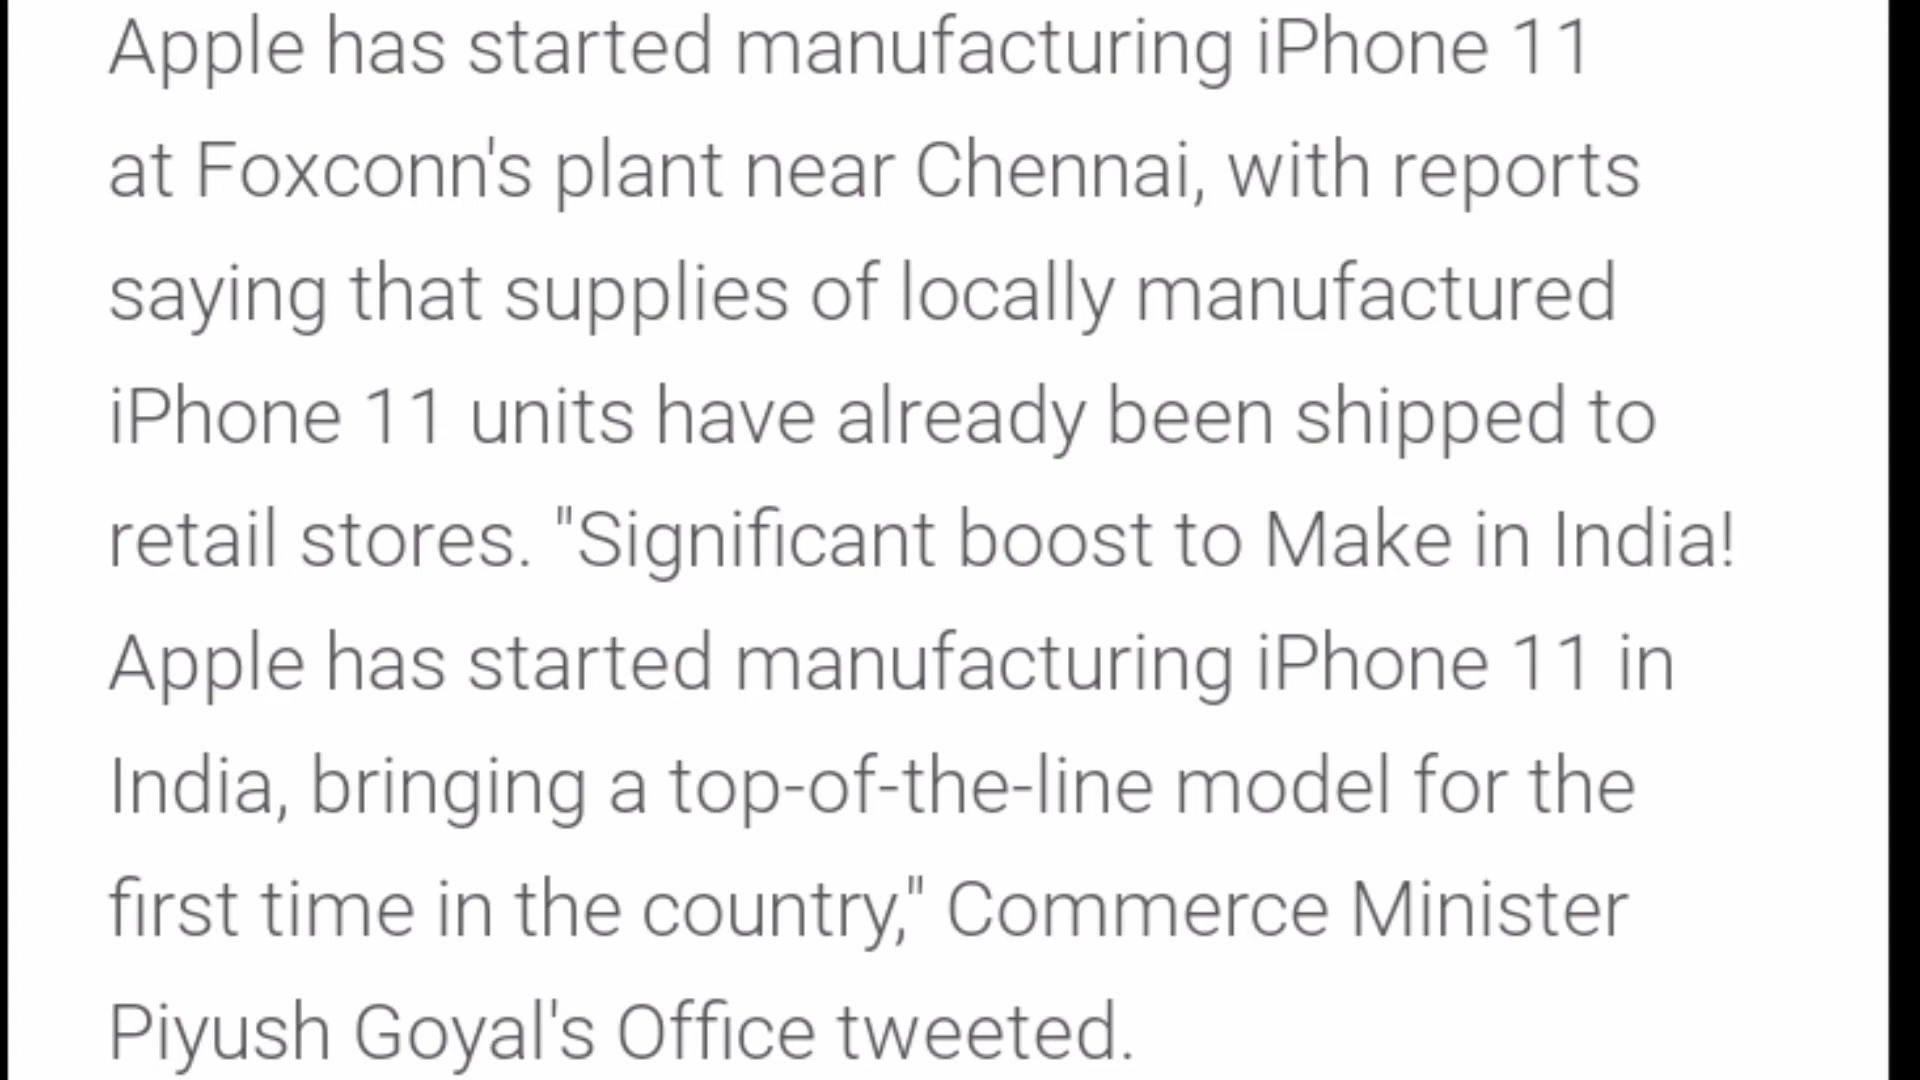 Apple has started manufacturing iPhone 11
at Foxconn's plant near Chennai, with reports
saying that supplies of locally manufactured
iPhone 11 units have already been shipped to
retail stores. "Significant boost to Make in India!
Apple has started manufacturing iPhone 11 in
India, bringing a top-of-the-line model for the
first time in the country," Commerce Minister
Piyush Goyal's Office tweeted.